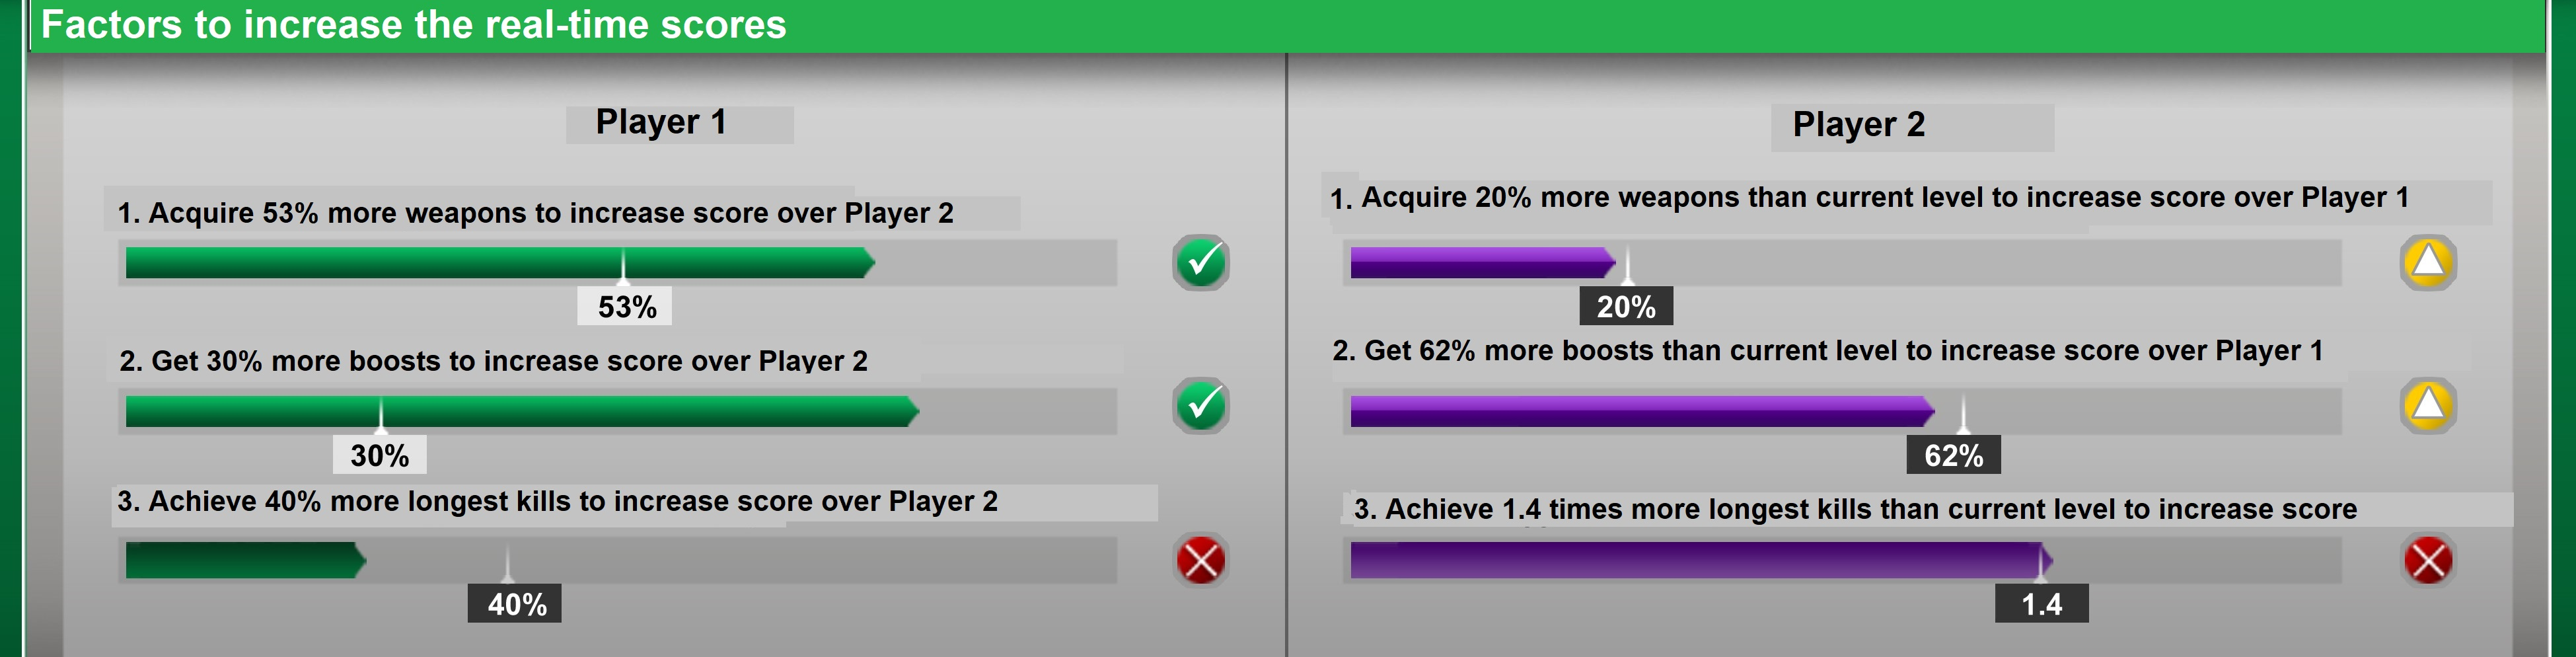 Factors to increase the real-time scores
Player 1
1. Acquire 53% more weapons to increase score over Player 2
53%
2. Get 30% more boosts to increase score over Player 2
30%
3. Achieve 40% more longest kills to increase score over Player 2
40%
Player 2
1. Acquire 20% more weapons than current level to increase score over Player 1
20%
2. Get 62% more boosts than current level to increase score over Player 1
62%
3. Achieve 1.4 times more longest kills than current level to increase score
1.4